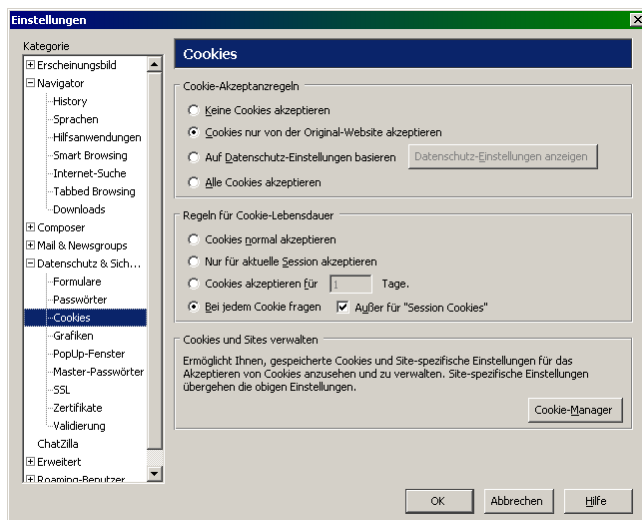 Einstellungen
Kategorie
Erscheinungsbild
Navigator
History
Sprachen
Hilfsanwendungen
Smart Browsing
Internet-Suche
Tabbed Browsing
Downloads
Composer
Mail & Newsgroups
Datenschutz & Sich...
Formulare
Passwörter
Cookies
Grafiken
PopUp-Fenster
Master-Passwörter
SSL
Zertifikate
Validierung
ChatZilla
Erweitert
Roaming-Benutzer
Cookies
Cookie-Akzeptanzregeln
Keine Cookies akzeptieren
Cookies nur von der Original-Website akzeptieren
Auf Datenschutz-Einstellungen basieren Datenschutz-Einstellungen anzeigen
Alle Cookies akzeptieren
Regeln für Cookie-Lebensdauer
Cookies normal akzeptieren
Nur für aktuelle Session akzeptieren
Cookies akzeptieren für 1 Tage.
Bei jedem Cookie fragen Außer für "Session Cookies"
Cookies und Sites verwalten
Ermöglicht Ihnen, gespeicherte Cookies und Site-spezifische Einstellungen für das
Akzeptieren von Cookies anzusehen und zu verwalten. Site-spezifische Einstellungen
übergehen die obigen Einstellungen.
Cookie-Manager
OK Abbrechen Hilfe